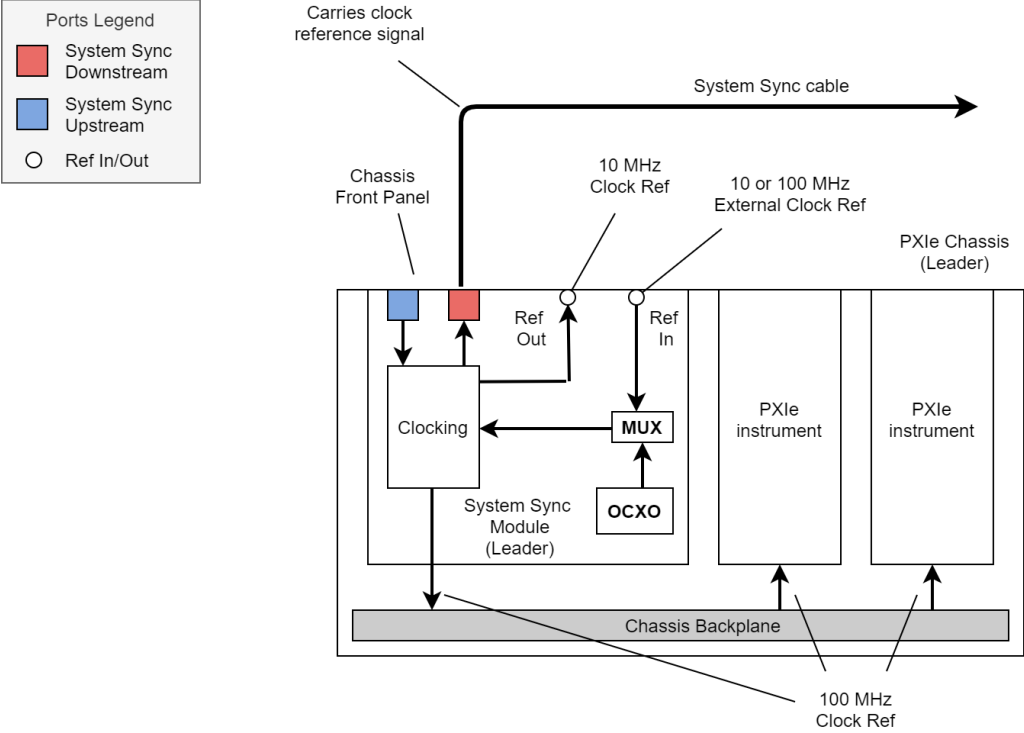 Ports Legend
System Sync
Downstream
System Sync
Upstream
Ref In/Out
Carries clock
reference signal
System Sync cable
Chassis
Front Panel
10 MHz
Clock Ref
10 or 100 MHz
External Clock Ref
PXIe Chassis
(Leader)
Ref
Out
Ref
In
Clocking
MUX
OCXO
System Sync
Module
(Leader)
PXIe
instrument
PXIe
instrument
Chassis Backplane
100 MHz
Clock Ref